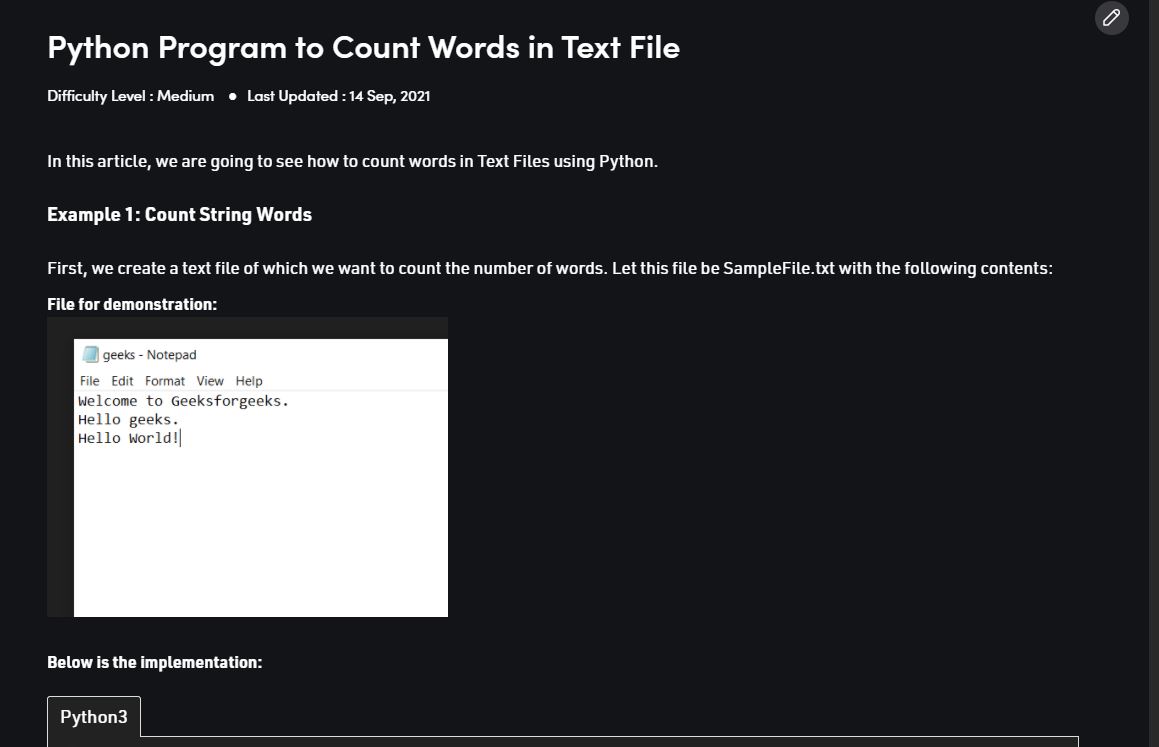 Python Program to Count Words in Text File
Difficulty Level : Medium ● Last Updated : 14 Sep, 2021
In this article, we are going to see how to count words in Text Files using Python.
Example 1: Count String Words
First, we create a text file of which we want to count the number of words. Let this file be SampleFile.txt with the following contents:
File for demonstration:
geeks - Notepad
File Edit Format View Help
Welcome to Geeksforgeeks.
Hello geeks.
Hello World!
Below is the implementation:
Python3